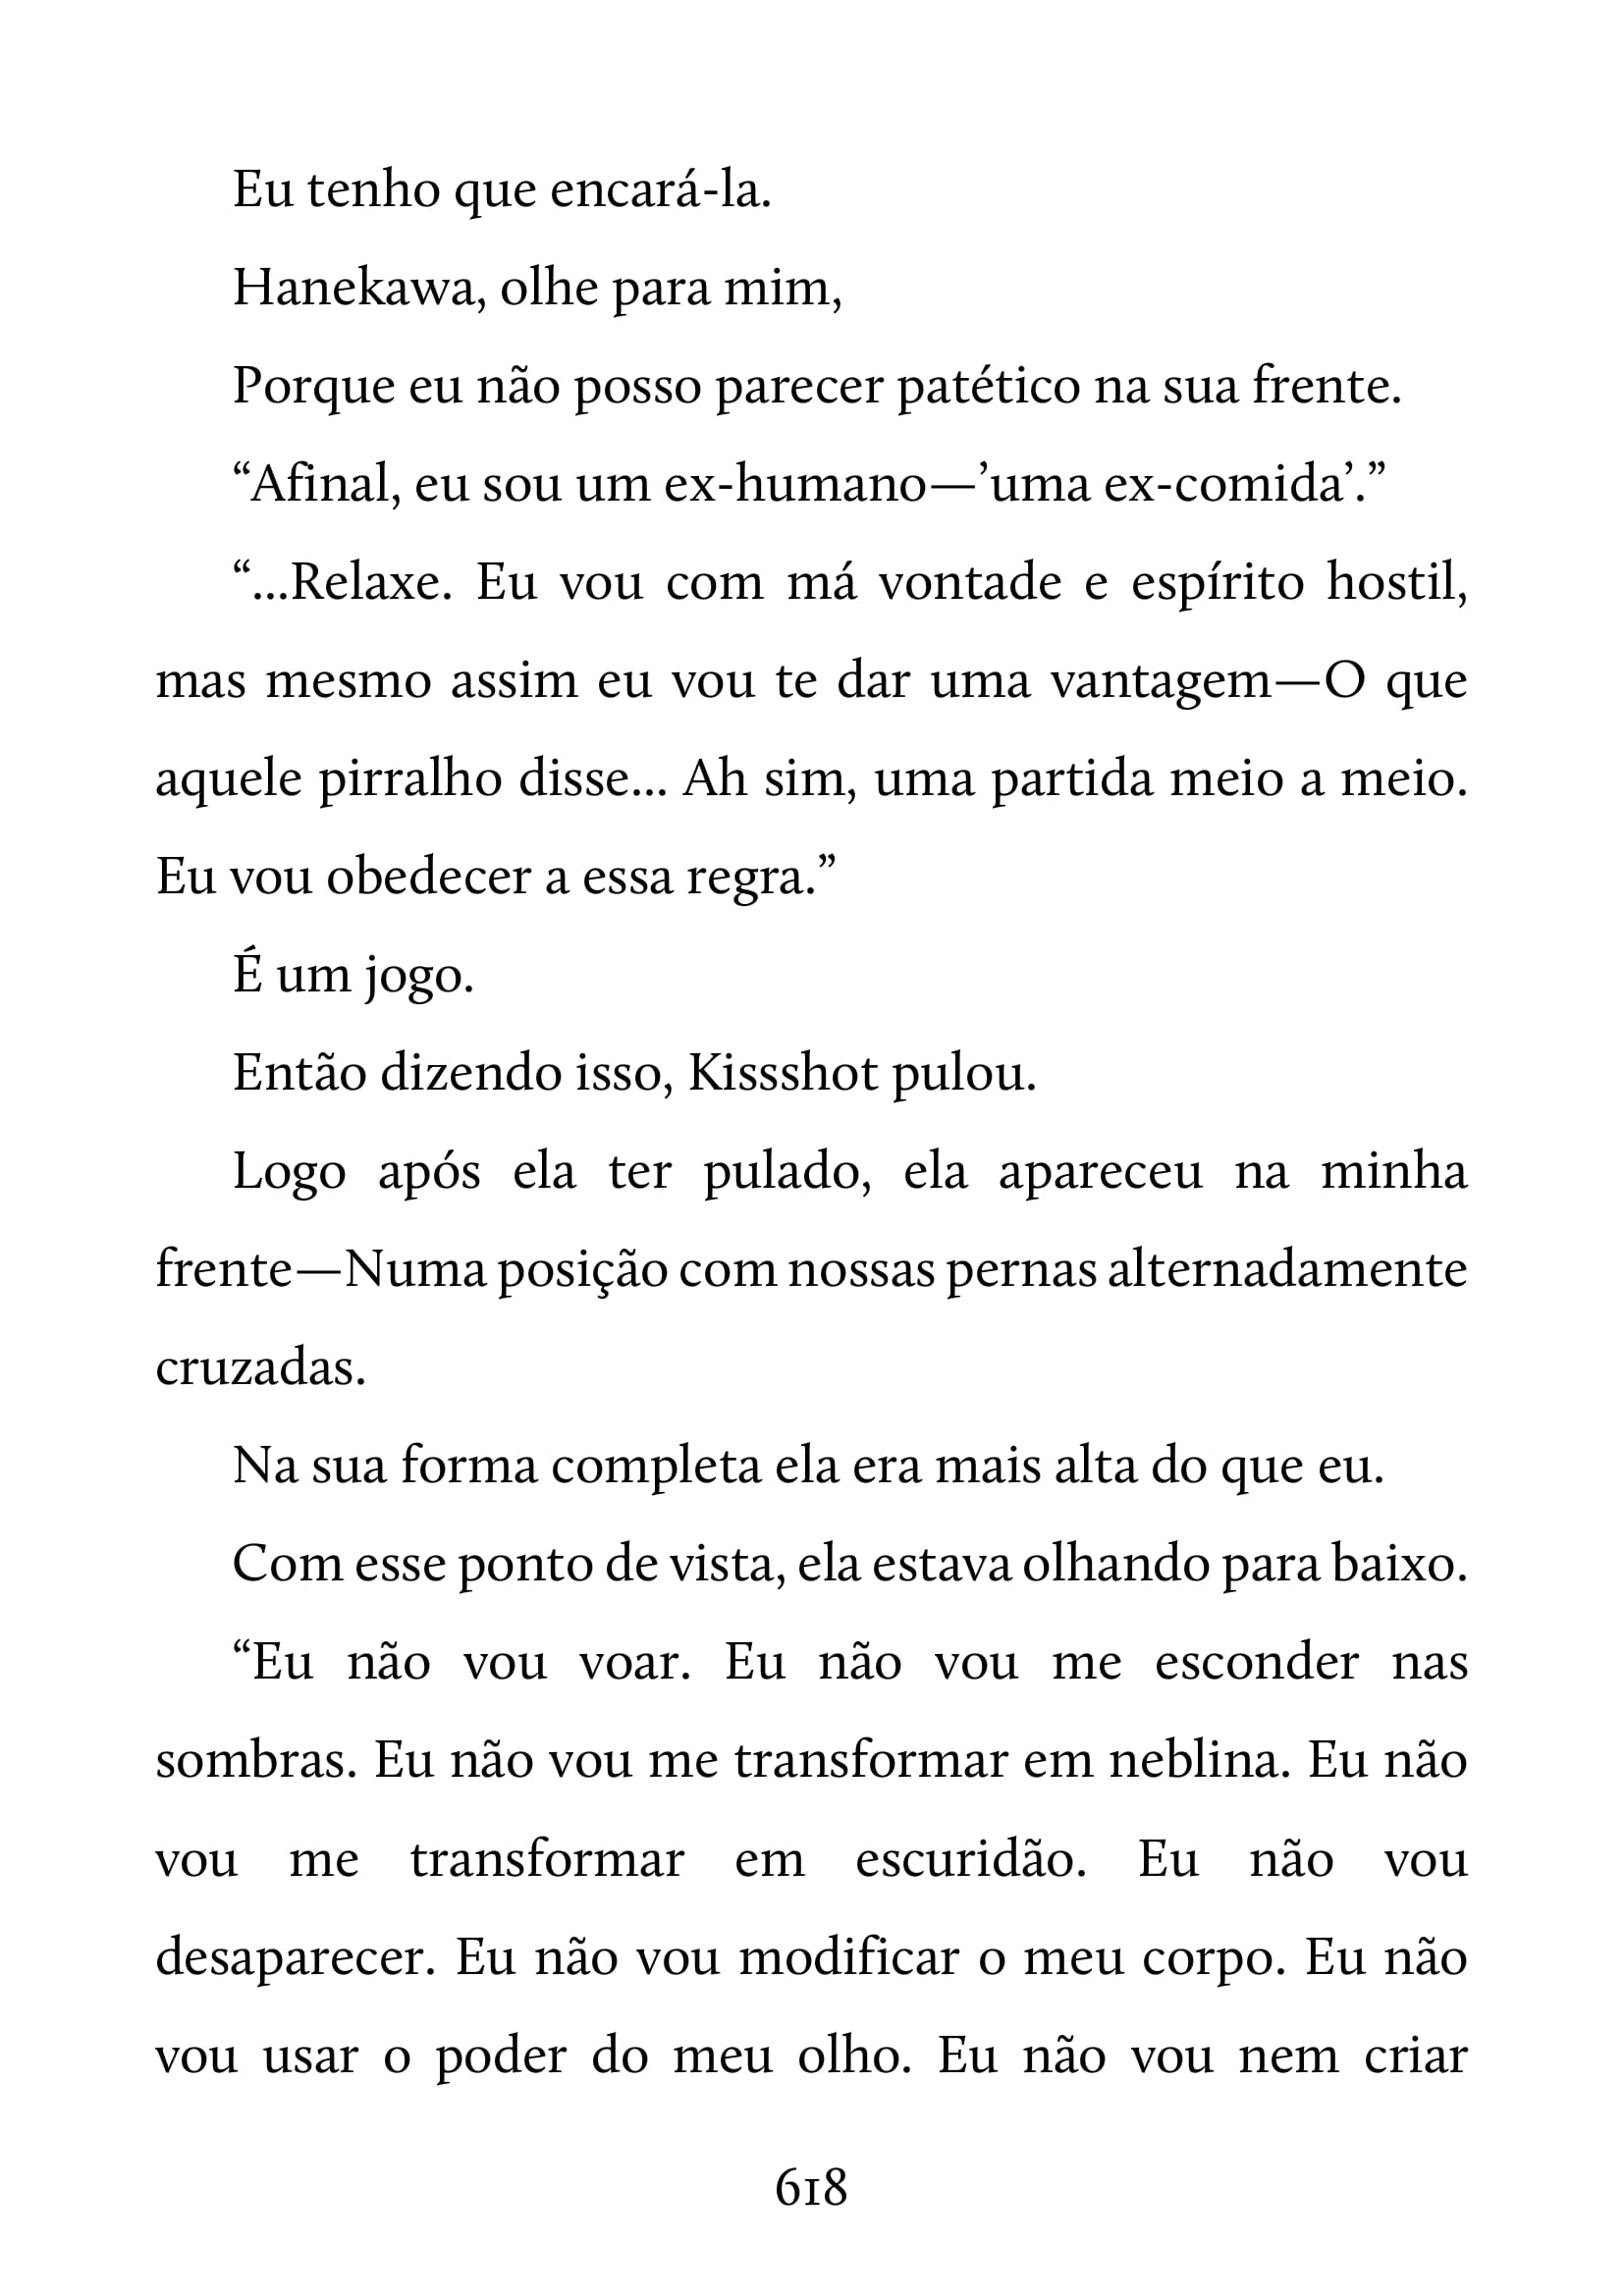 Eu tenho que encará-la.
Hanekawa, olhe para mim,
Porque eu não posso parecer patético na sua frente.
“Afinal, eu sou um ex-humano—’uma ex-comida’.”
“...Relaxe. Eu vou com má vontade e espírito hostil,
mas mesmo assim eu vou te dar uma vantagem—O que
aquele pirralho disse... Ah sim, uma partida meio a meio.
Eu vou obedecer a essa regra.”
É um jogo.
Então dizendo isso, Kissshot pulou.
Logo após ela ter pulado, ela apareceu na minha
frente—Numa posição com nossas pernas alternadamente
cruzadas.
Na sua forma completa ela era mais alta do que eu.
Com esse ponto de vista, ela estava olhando para baixo.
“Eu não vou voar. Eu não vou me esconder nas
sombras. Eu não vou me transformar em neblina. Eu não
vou me transformar em escuridão. Eu não vou
desaparecer. Eu não vou modificar o meu corpo. Eu não
vou usar o poder do meu olho. Eu não vou nem criar
618